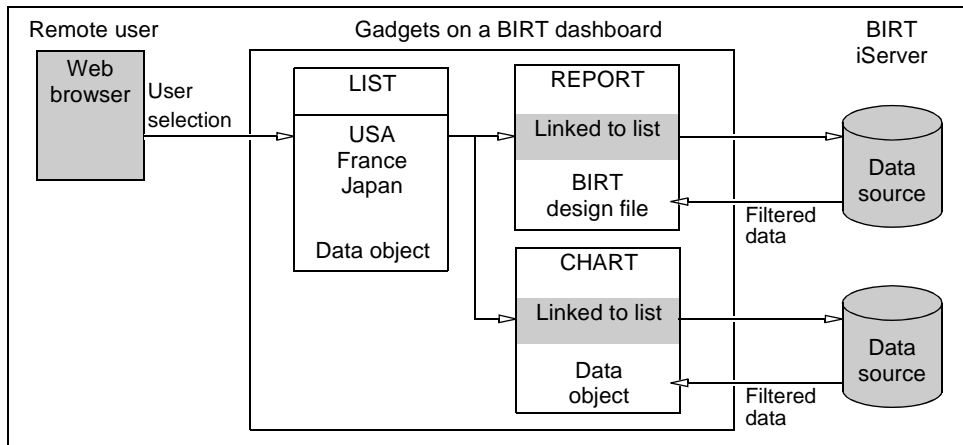 Remote user
Gadgets on a BIRT dashboard
BIRT
iServer
Web
browser
User
selection
LIST
USA
France
Japan
Data object
REPORT
Linked to list
BIRT
design file
Data
source
Filtered
data
CHART
Linked to list
Data
object
Data
source
Filtered
data